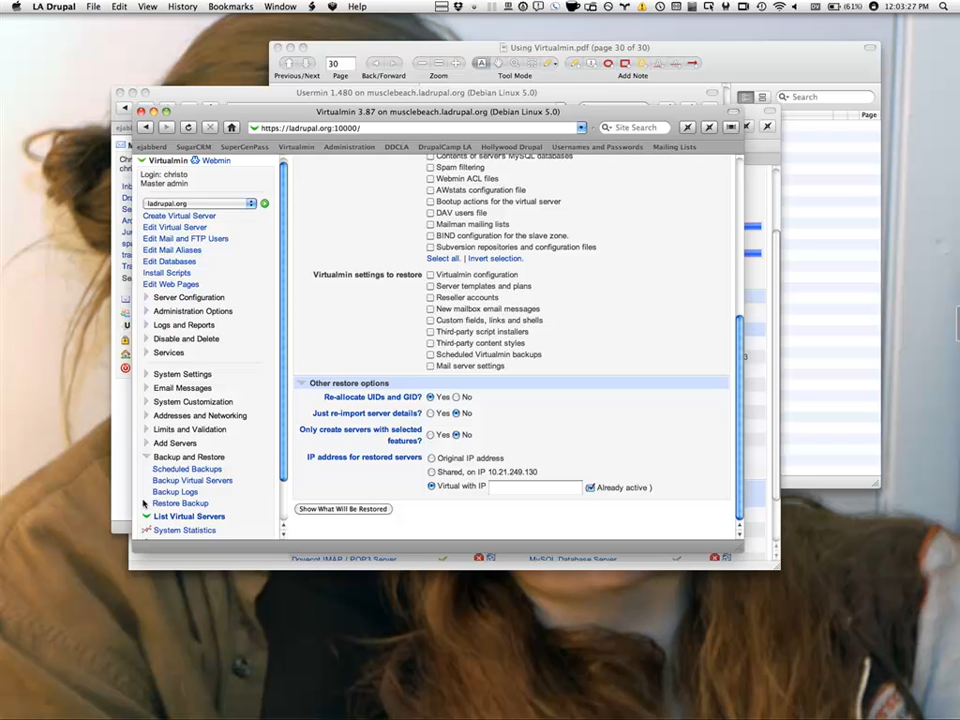 LA Drupal File Edit View History Bookmarks Window Help (61%) 12:03:27
Using Virtualmin.pdf (page 30 of 30)
30
Previous/Next Page Back/Forward Zoom Tool Mode Add Note
Usermin 1.480 on musclebeach.ladrupal.org (Debian Linux 5.0)
Search
Page
Virtualmin 3.87 on musclebeach.ladrupal.org (Debian Linux 5.0)
https://ladrupal.org:10000/
Site Search
ejabberd SugarCRM SuperGenPass Virtualmin Administration DDCLA DrupalCamp LA Hollywood Drupal Usernames and Passwords Mailing Lists
Virtualmin Webmin
Login: christo
Master admin
ladrupal.org
Create Virtual Server
Edit Virtual Server
Edit Mail and FTP Users
Edit Mail Aliases
Edit Databases
Install Scripts
Edit Web Pages
Server Configuration
Administration Options
Logs and Reports
Disable and Delete
Services
System Settings
Email Messages
System Customization
Addresses and Networking
Limits and Validation
Add Servers
Backup and Restore
Scheduled Backups
Backup Virtual Servers
Backup Logs
Restore Backup
List Virtual Servers
System Statistics
Contents of servers MySQL databases
Spam filtering
Webmin ACL files
AWstats configuration file
Bootup actions for the virtual server
DAV users file
Mailman mailing lists
BIND configuration for the slave zone.
Subversion repositories and configuration files
Select all. | Invert selection.
Virtualmin settings to restore
Virtualmin configuration
Server templates and plans
Reseller accounts
New mailbox email messages
Custom fields, links and shells
Third-party script installers
Third-party content styles
Scheduled Virtualmin backups
Mail server settings
Other restore options
Re-allocate UIDs and GID? Yes No
Just re-import server details? Yes No
Only create servers with selected features? Yes No
IP address for restored servers
Original IP address
Shared, on IP 10.21.249.130
Virtual with IP Already active )
Show What Will Be Restored
Dovecot IMAP / POP3 Server MySQL Database Server